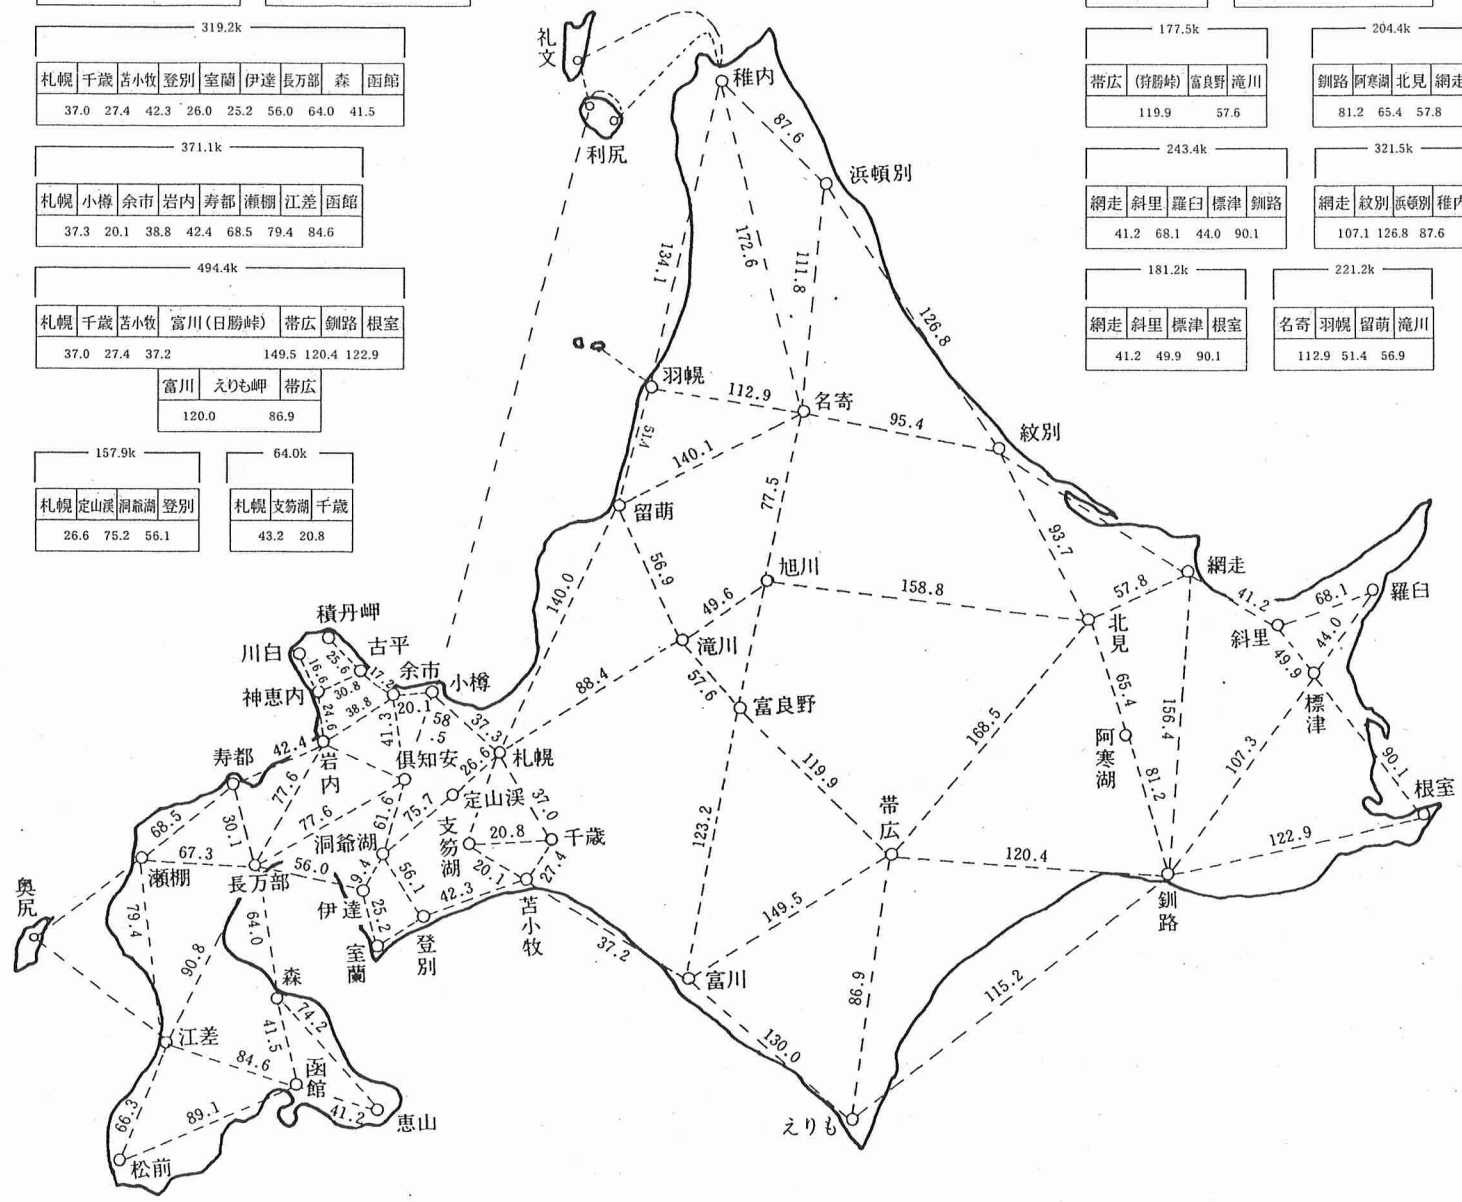 319.2k
札幌 千歳 苫小牧 登別 室蘭 伊達 長万部 森 函館
37.0 27.4 42.3 26.0 25.2 56.0 64.0 41.5
371.1k
札幌 小樽 余市 岩内 寿都 瀬棚 江差 函館
37.3 20.1 38.8 42.4 68.5 79.4 84.6
494.4k
札幌 千歳 苫小牧 富川(日勝峠) 帯広 釧路 根室
37.0 27.4 37.2 149.5 120.4 122.9
富川 えりも岬 帯広
120.0 86.9
157.9k
札幌 定山渓 洞爺湖 登別
26.6 75.2 56.1
64.0k
札幌 支笏湖 千歳
43.2 20.8
177.5k
帯広 (狩勝峠) 富良野 滝川
119.9 57.6
204.4k
釧路 阿寒湖 北見 網走
81.2 65.4 57.8
243.4k
網走 斜里 羅臼 標津 釧路
41.2 68.1 44.0 90.1
321.5k
網走 紋別 浜頓別 稚内
107.1 126.8 87.6
181.2k
網走 斜里 標津 根室
41.2 49.9 90.1
221.2k
名寄 羽幌 留萌 滝川
112.9 51.4 56.9
礼文
利尻
稚内
87.6
浜頓別
134.1
172.6
111.8
126.8
羽幌
112.9
名寄
95.4
紋別
51.4
140.1
77.5
93.7
留萌
56.9
旭川
158.8
57.8
網走
41.2
68.1
羅臼
140.0
49.6
滝川
北見
斜里
44.0
49.9
標津
積丹岬
川白
古平
25.6
16.6
30.8
17.2
神恵内
24.6
38.8
余市
小樽
20.1
41.3
58.5
37.3
88.4
57.6
富良野
65.4
156.4
168.5
阿寒湖
107.3
90.1
根室
寿都
42.4
岩内
倶知安
26.6
札幌
定山渓
119.9
81.2
77.6
77.6
61.6
75.7
37.0
123.2
帯広
122.9
68.5
30.1
洞爺湖
支笏湖
20.8
千歳
120.4
67.3
瀬棚
長万部
56.0
9.4
56.1
20.1
27.4
釧路
奥尻
伊達
25.2
42.3
苫小牧
149.5
79.4
64.0
室蘭
登別
37.2
90.8
森
富川
86.9
115.2
74.2
41.5
江差
130.0
84.6
函館
66.3
89.1
41.2
恵山
えりも
松前